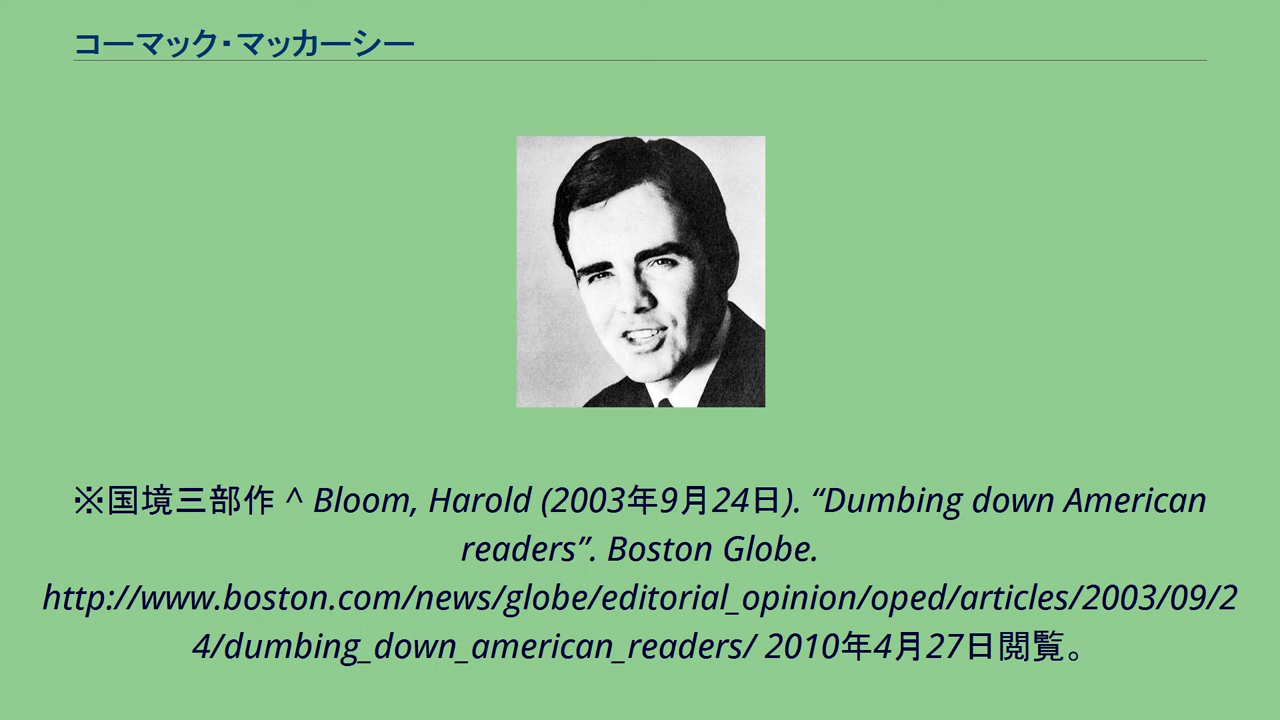 コーマック・マッカーシー
※国境三部作 ^ Bloom, Harold (2003年9月24日). “Dumbing down American
readers”. Boston Globe.
http://www.boston.com/news/globe/editorial_opinion/oped/articles/2003/09/2
4/dumbing_down_american_readers/ 2010年4月27日閲覧。